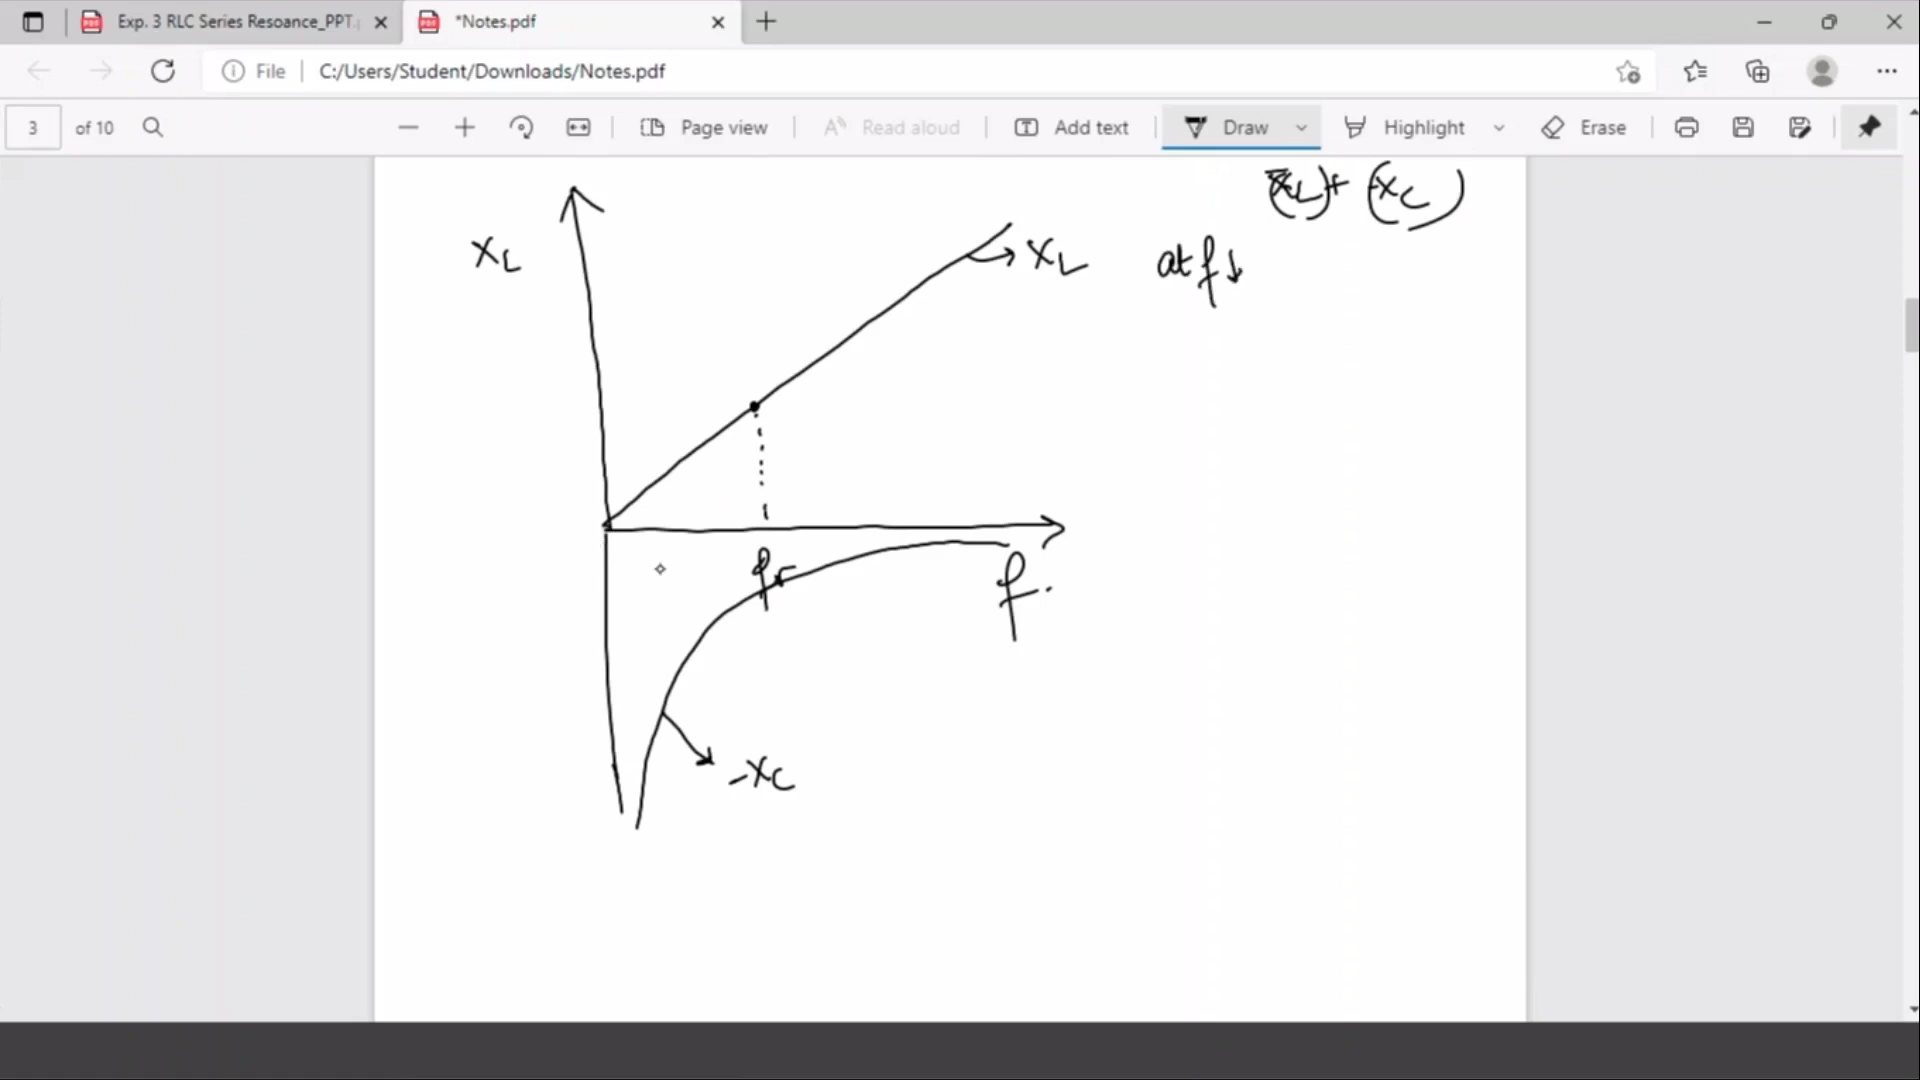 Exp. 3 RLC Series Resoance_PPT.
*Notes.pdf
File
C:/Users/Student/Downloads/Notes.pdf
3 of 10
Page view
Read aloud
Add text
Draw
Highlight
Erase
(XL)+ (-XC)
XL
XL
at f↓
fr
f.
-XC